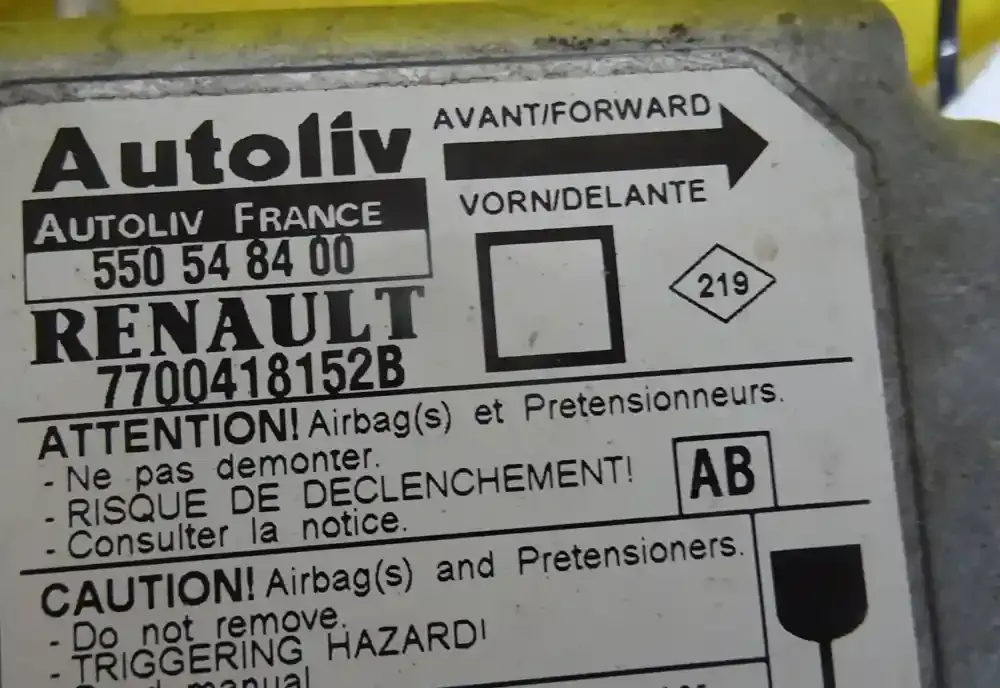 Autoliv
AVANT/FORWARD
AUTOLIV FRANCE
VORN/DELANTE
550 54 84 00
219
RENAULT
7700418152B
ATTENTION! Airbag(s) et Pretensionneurs.
- Ne pas demonter.
- RISQUE DE DECLENCHEMENT!
- Consulter la notice.
AB
CAUTION! Airbag(s) and Pretensioners.
- Do not remove.
- TRIGGERING HAZARD!
manual